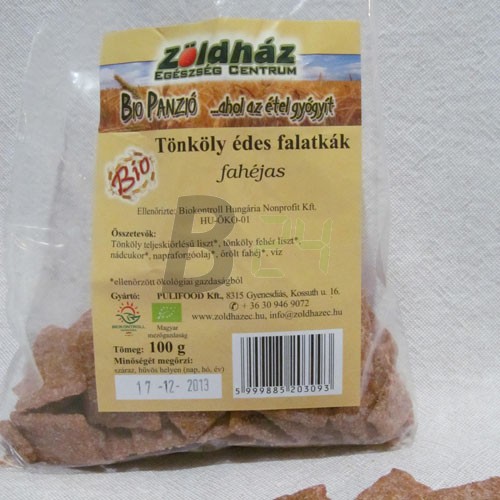 Zöldház
Egészség Centrum
Bio Panzió ...ahol az étel gyógyít
Bio
Tönköly édes falatkák
fahéjas
Ellenőrizte: Biokontroll Hungária Nonprofit Kft.
HU-ÖKO-01
Összetevők:
Tönköly teljeskiőrlésű liszt*, tönköly fehér liszt*,
nádcukor*, napraforgóolaj*, őrölt fahéj*, víz
*ellenőrzött ökológiai gazdaságból
Gyártó: PULIFOOD Kft., 8315 Gyenesdiás, Kossuth u. 16.
✆ + 36 30 946 9072
www.zoldhazec.hu, info@zoldhazec.hu
BIOKONTROLL
Magyar
mezőgazdaság
Tömeg: 100 g
Minőségét megőrzi:
száraz, hűvös helyen (nap, hó, év)
17 -12- 2013
5 999885 203093